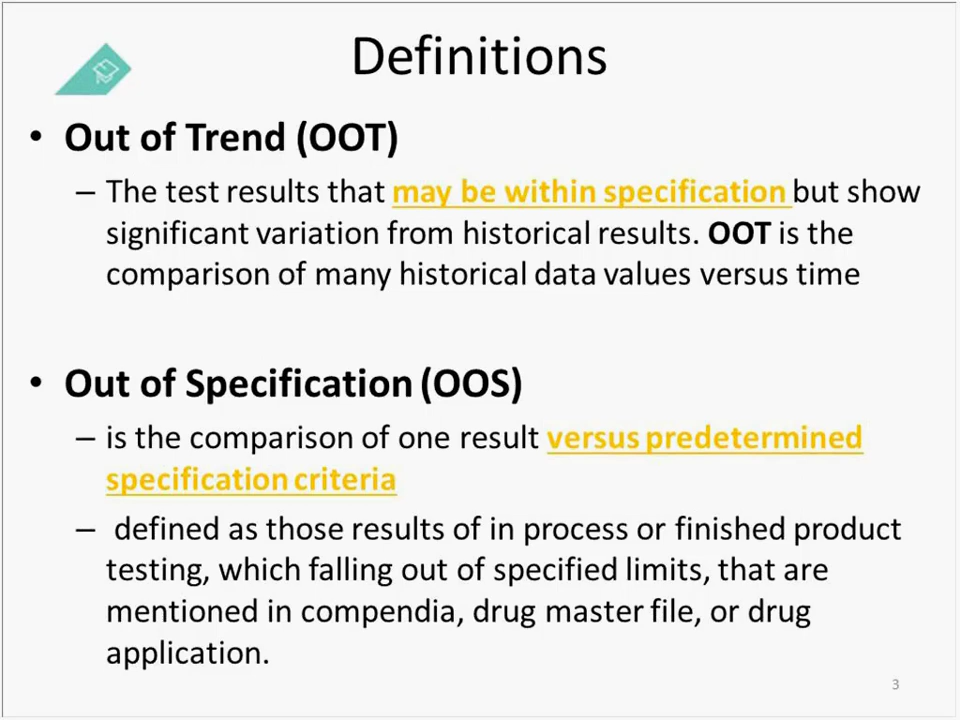 Definitions
• Out of Trend (OOT)
– The test results that may be within specification but show
significant variation from historical results. OOT is the
comparison of many historical data values versus time
• Out of Specification (OOS)
– is the comparison of one result versus predetermined
specification criteria
– defined as those results of in process or finished product
testing, which falling out of specified limits, that are
mentioned in compendia, drug master file, or drug
application.
3